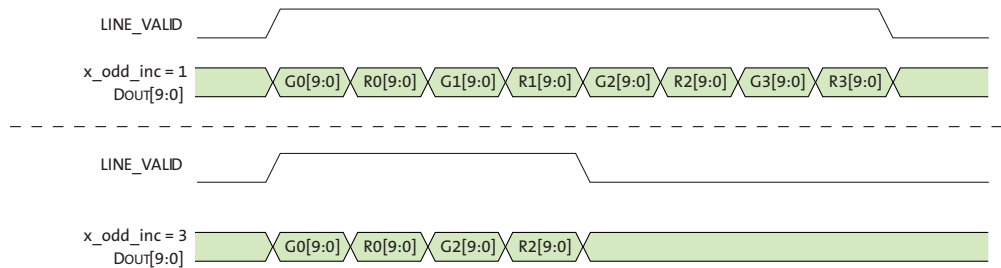 LINE_VALID
x_odd_inc = 1
DOUT[9:0]
G0[9:0] R0[9:0] G1[9:0] R1[9:0] G2[9:0] R2[9:0] G3[9:0] R3[9:0]
LINE_VALID
x_odd_inc = 3
DOUT[9:0]
G0[9:0] R0[9:0] G2[9:0] R2[9:0]